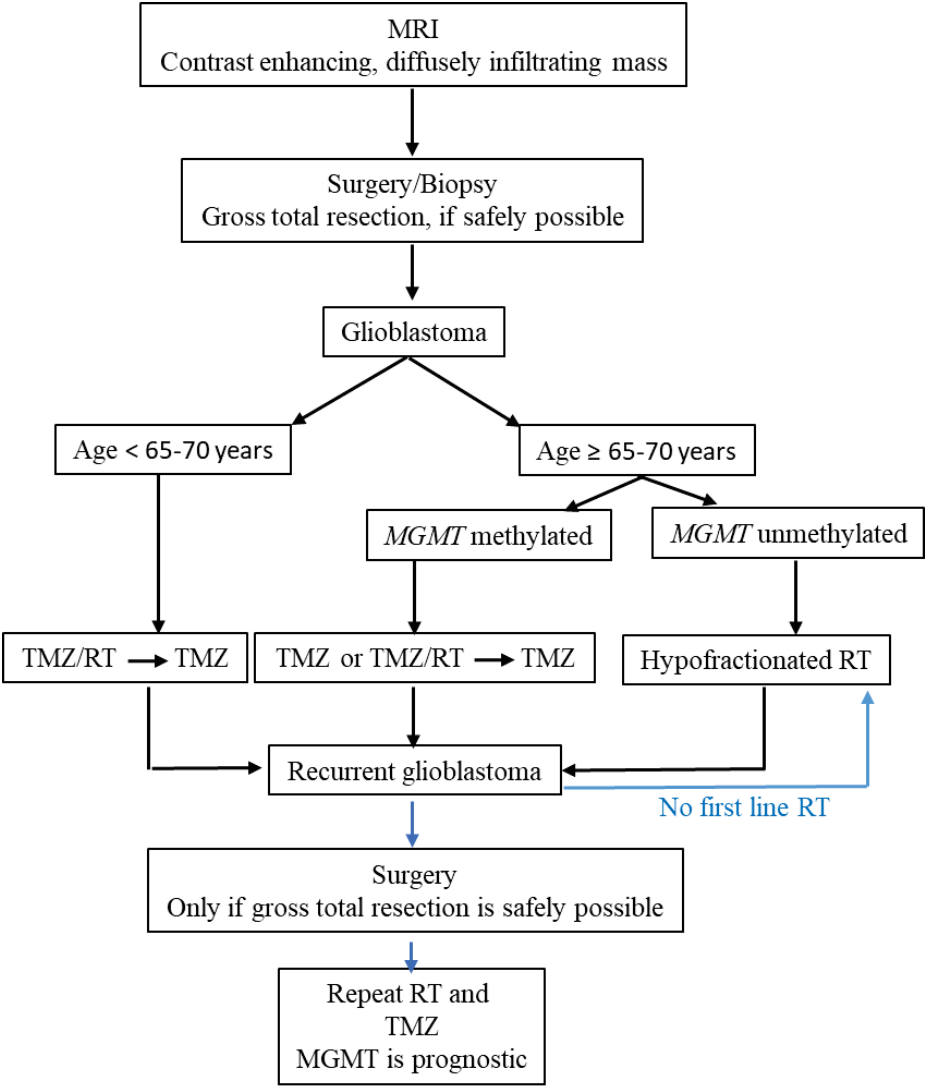 MRI
Contrast enhancing, diffusely infiltrating mass
Surgery/Biopsy
Gross total resection, if safely possible
Glioblastoma
Age < 65-70 years
Age ≥ 65-70 years
MGMT methylated
MGMT unmethylated
TMZ/RT → TMZ
TMZ or TMZ/RT → TMZ
Hypofractionated RT
Recurrent glioblastoma
No first line RT
Surgery
Only if gross total resection is safely possible
Repeat RT and
TMZ
MGMT is prognostic